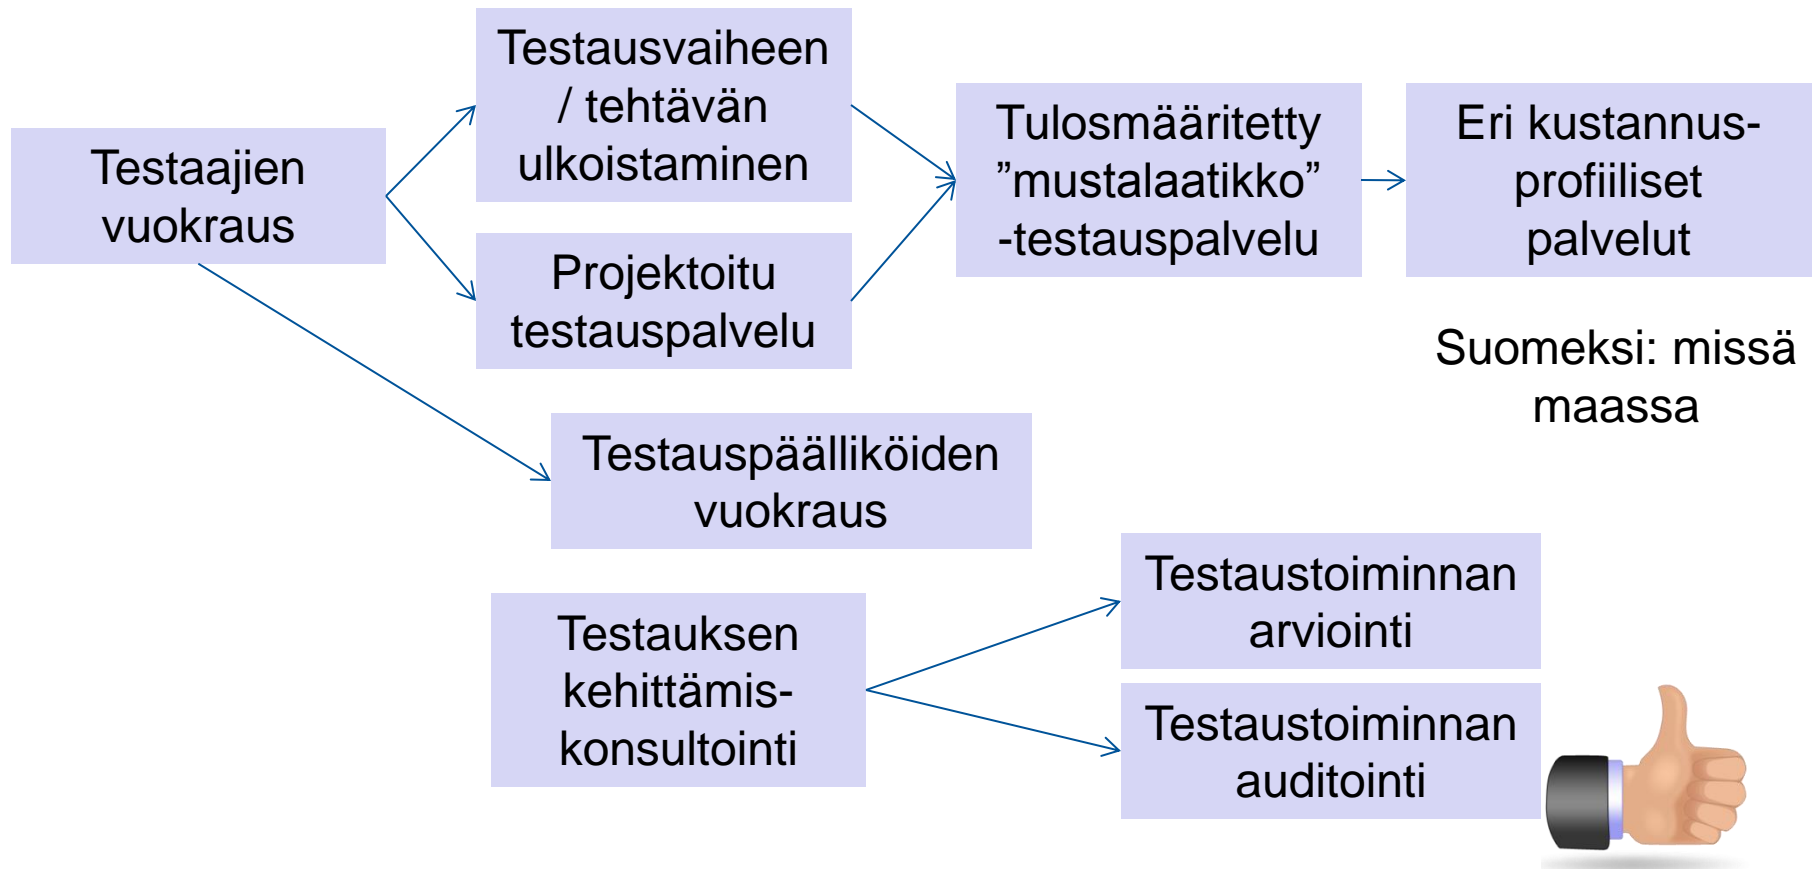 Testaajien
vuokraus
Testausvaiheen
/ tehtävän
ulkoistaminen
Projektoitu
testauspalvelu
Tulosmääritetty
”mustalaatikko”
-testauspalvelu
Eri kustannus-
profiiliset
palvelut
Suomeksi: missä
maassa
Testauspäälliköiden
vuokraus
Testauksen
kehittämis-
konsultointi
Testaustoiminnan
arviointi
Testaustoiminnan
auditointi